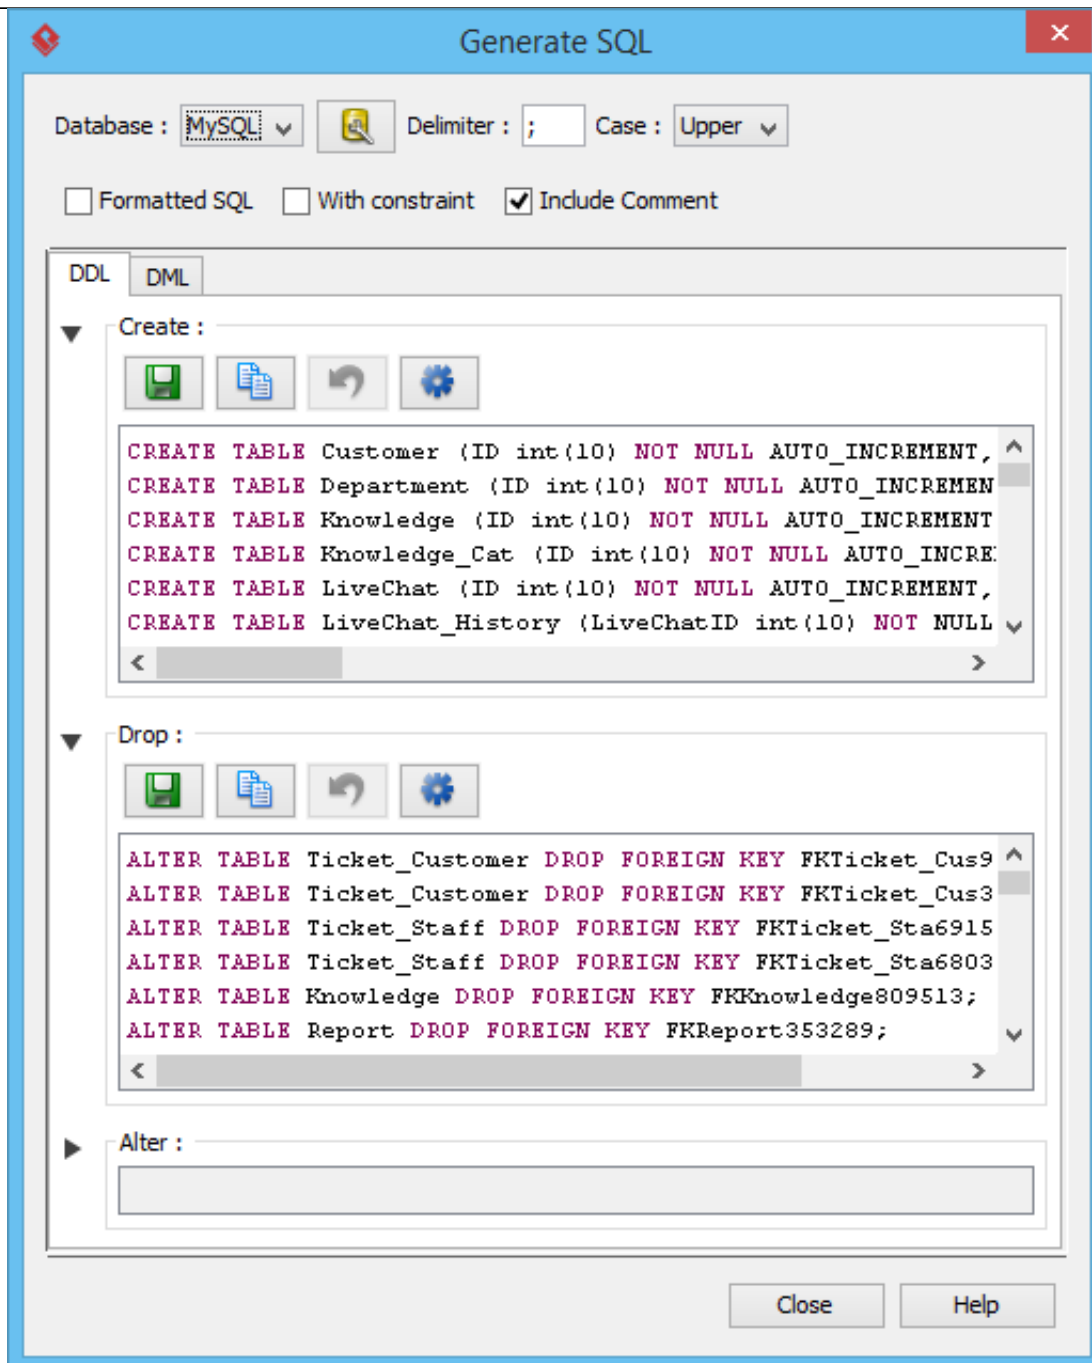 Generate SQL
Database : MySQL Delimiter : ; Case : Upper
Formatted SQL With constraint Include Comment
DDL DML
Create :
CREATE TABLE Customer (ID int(10) NOT NULL AUTO_INCREMENT,
CREATE TABLE Department (ID int(10) NOT NULL AUTO_INCREMEN
CREATE TABLE Knowledge (ID int(10) NOT NULL AUTO_INCREMENT
CREATE TABLE Knowledge_Cat (ID int(10) NOT NULL AUTO_INCRE
CREATE TABLE LiveChat (ID int(10) NOT NULL AUTO_INCREMENT,
CREATE TABLE LiveChat_History (LiveChatID int(10) NOT NULL
Drop :
ALTER TABLE Ticket_Customer DROP FOREIGN KEY FKTicket_Cus9
ALTER TABLE Ticket_Customer DROP FOREIGN KEY FKTicket_Cus3
ALTER TABLE Ticket_Staff DROP FOREIGN KEY FKTicket_Sta6915
ALTER TABLE Ticket_Staff DROP FOREIGN KEY FKTicket_Sta6803
ALTER TABLE Knowledge DROP FOREIGN KEY FKKnowledge809513;
ALTER TABLE Report DROP FOREIGN KEY FKReport353289;
Alter :
Close Help